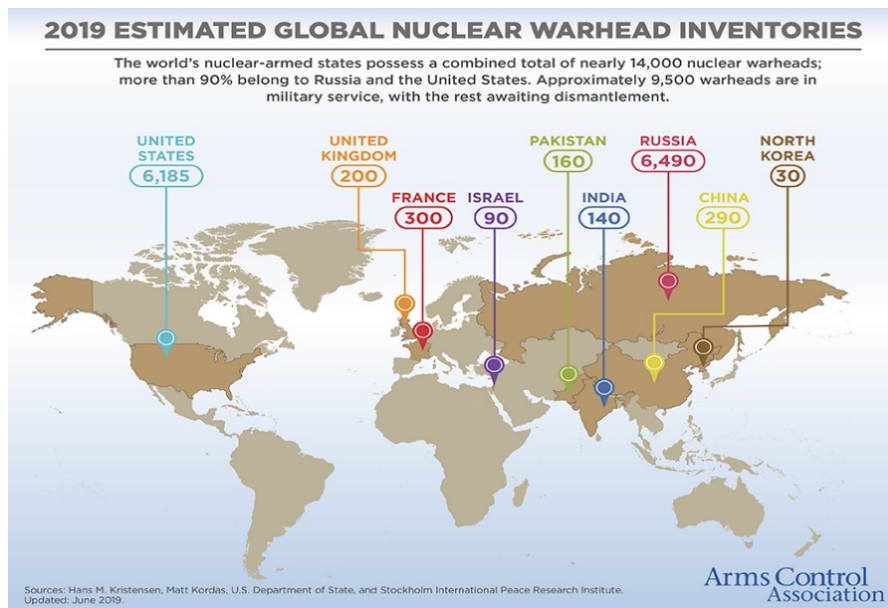 2019 ESTIMATED GLOBAL NUCLEAR WARHEAD INVENTORIES
The world's nuclear-armed states possess a combined total of nearly 14,000 nuclear warheads;
more than 90% belong to Russia and the United States. Approximately 9,500 warheads are in
military service, with the rest awaiting dismantlement.
UNITED
STATES
6,185
UNITED
KINGDOM
200
FRANCE
300
ISRAEL
90
PAKISTAN
160
INDIA
140
RUSSIA
6,490
CHINA
290
NORTH
KOREA
30
Sources: Hans M. Kristensen, Matt Kordas, U.S. Department of State, and Stockholm International Peace Research Institute.
Updated: June 2019.
Arms Control
Association